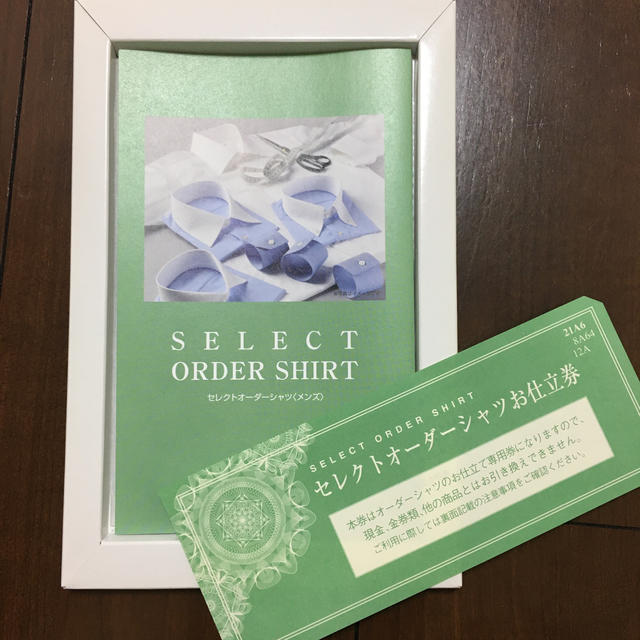 SELECT
ORDER SHIRT
セレクトオーダーシャツ〈メンズ〉
21A6
8A64
12A
SELECT ORDER SHIRT
セレクトオーダーシャツお仕立券
本券はオーダーシャツのお仕立て専用券になりますので、
現金、金券類、他の商品とはお引き換えできません。
ご利用に際しては裏面記載の注意事項をご確認ください。